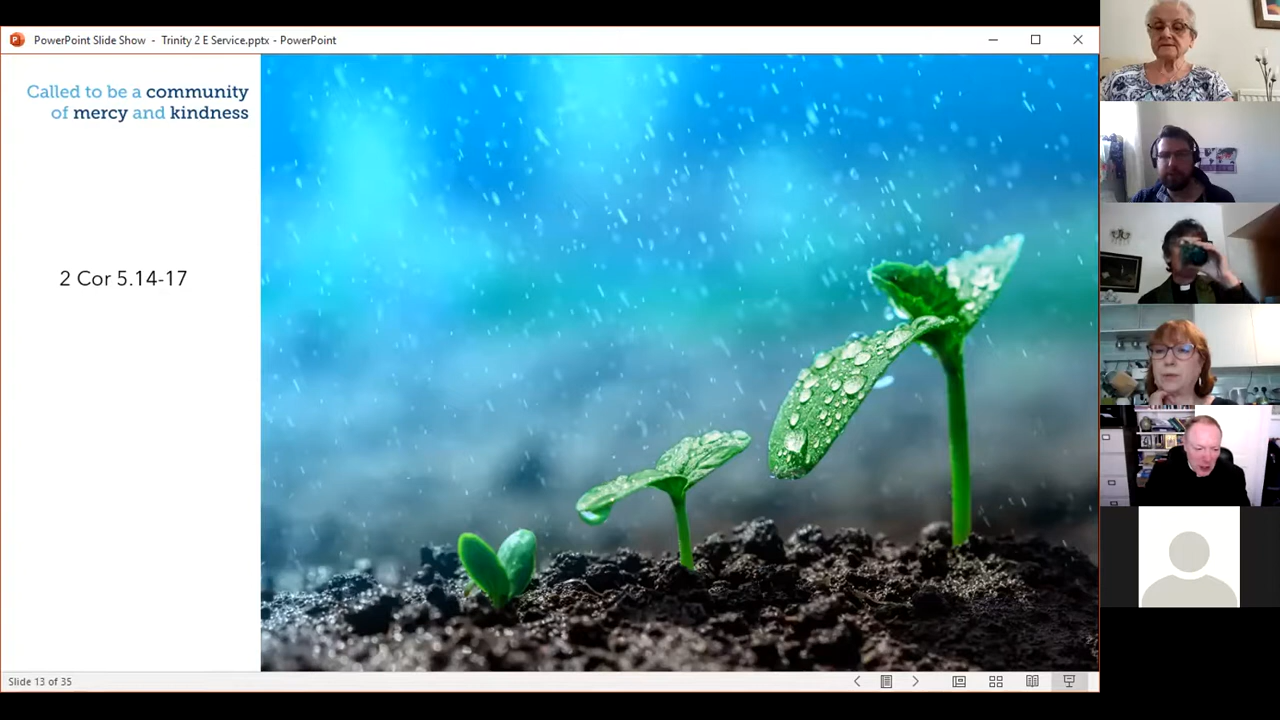 PowerPoint Slide Show - Trinity 2 E Service.pptx - PowerPoint
Called to be a community
of mercy and kindness
2 Cor 5.14-17
Slide 13 of 35